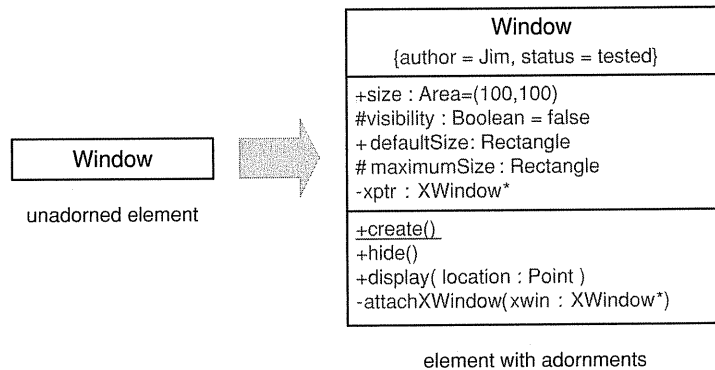 Window
unadorned element
Window
{author = Jim, status = tested}
+size : Area=(100,100)
#visibility : Boolean = false
+ defaultSize: Rectangle
# maximumSize : Rectangle
-xptr : XWindow*
+create()
+hide()
+display( location : Point )
-attachXWindow( xwin : XWindow*)
element with adornments